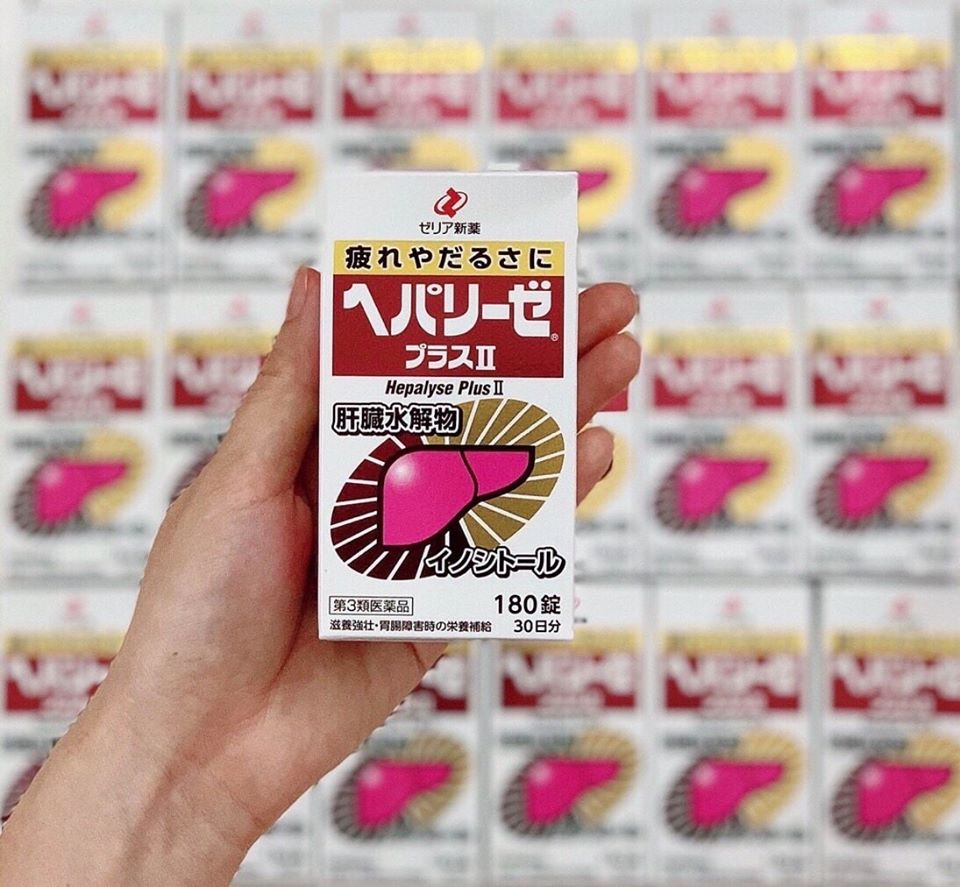 ゼリア新薬
疲れやだるさに
ヘパリーゼ®
プラスⅡ
Hepalyse PlusⅡ
肝臓水解物
イノシトール
第3類医薬品
180錠
滋養強壮・胃腸障害時の栄養補給
30日分